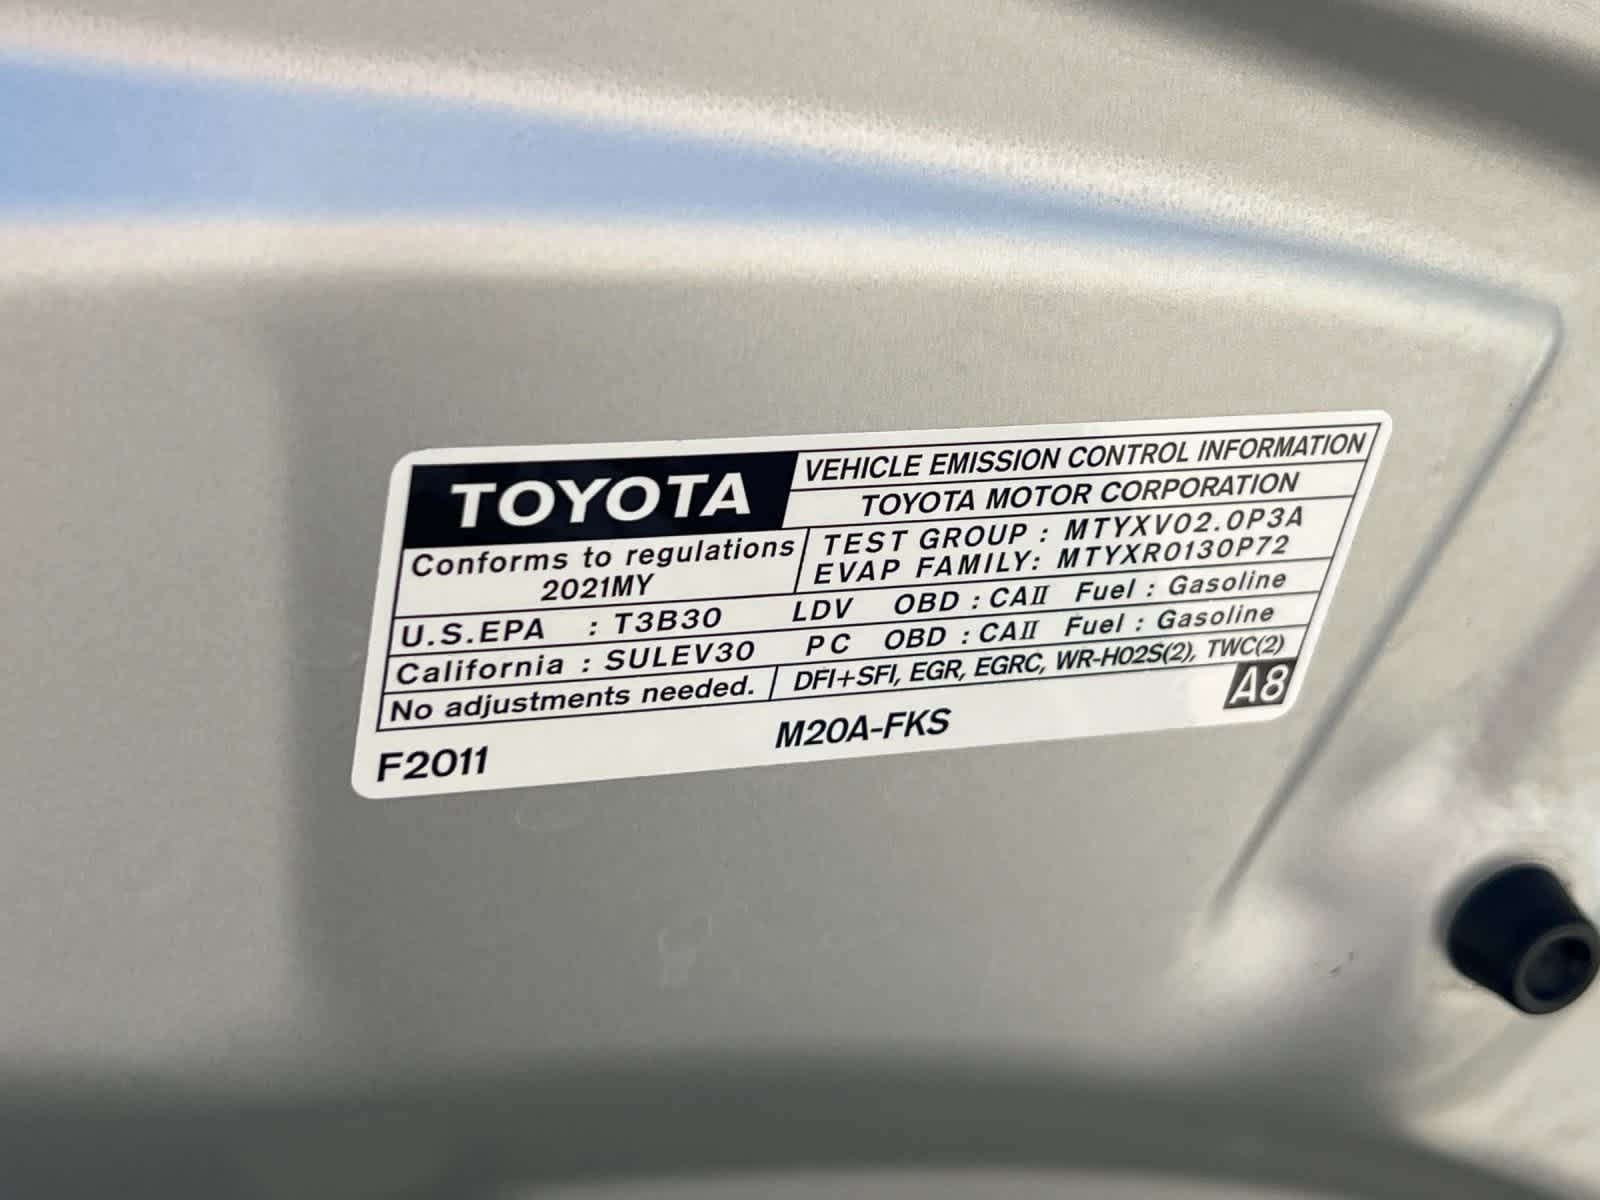 TOYOTA
VEHICLE EMISSION CONTROL INFORMATION
TOYOTA MOTOR CORPORATION
Conforms to regulations
2021MY
TEST GROUP : MTYXV02.0P3A
EVAP FAMILY: MTYXR0130P72
U.S.EPA : T3B30 LDV OBD : CAII Fuel : Gasoline
California : SULEV30 PC OBD : CAII Fuel : Gasoline
No adjustments needed. DFI+SFI, EGR, EGRC, WR-HO2S(2), TWC(2)
F2011 M20A-FKS A8